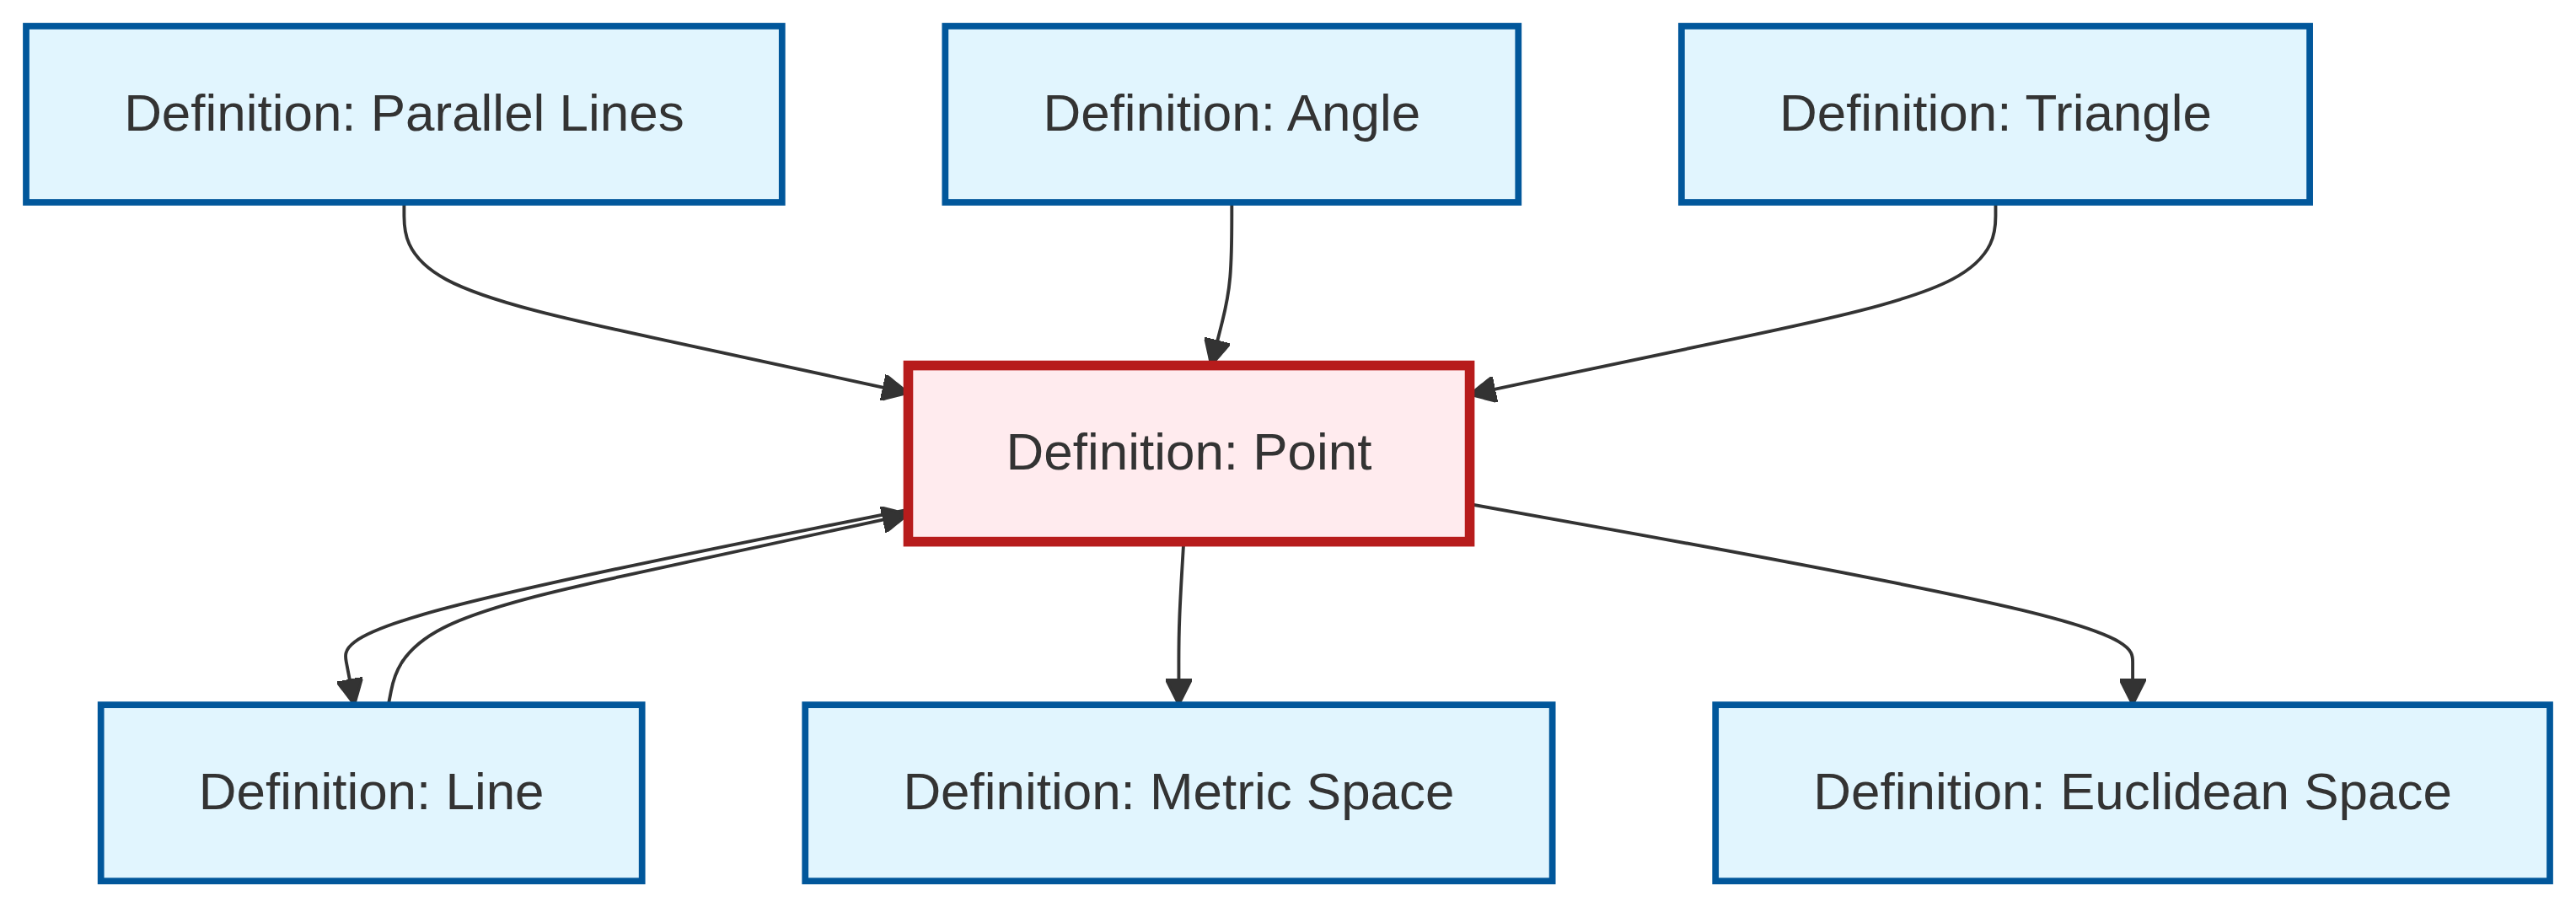 Definition: Parallel Lines
Definition: Angle
Definition: Triangle
Definition: Point
Definition: Line
Definition: Metric Space
Definition: Euclidean Space